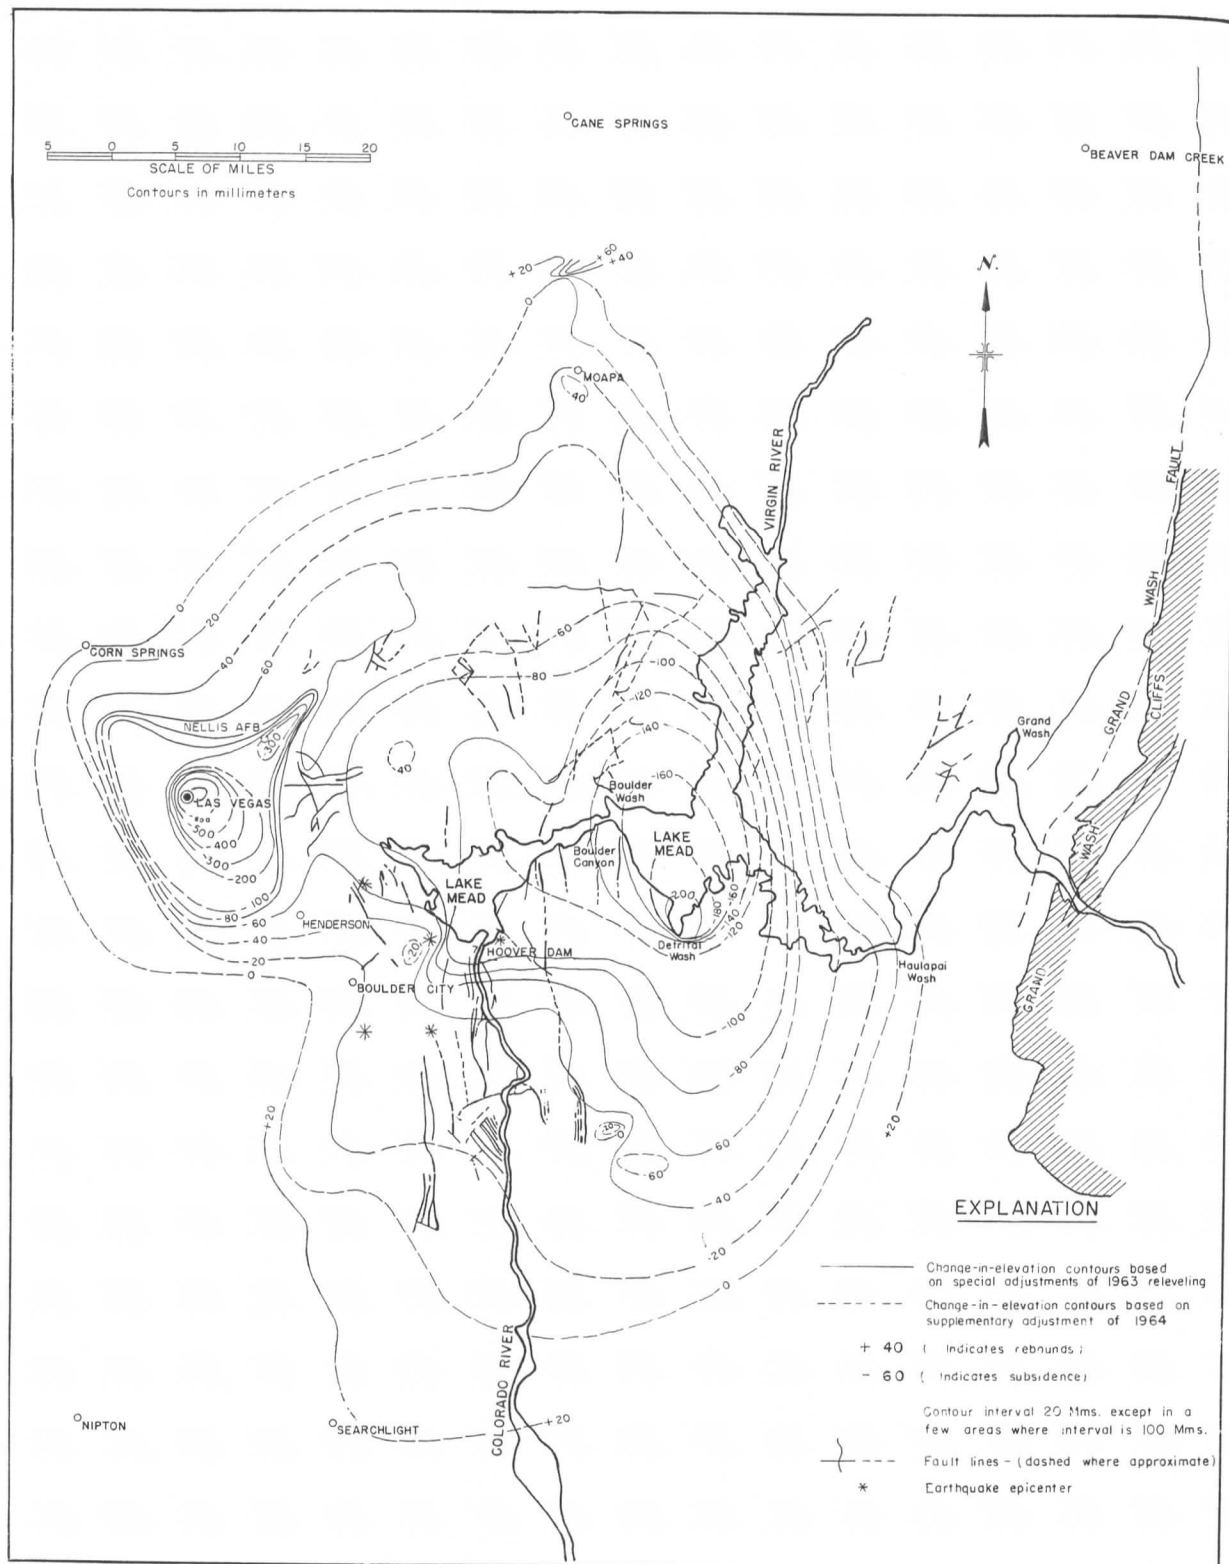 CANE SPRINGS
5 0 5 10 15 20
SCALE OF MILES
Contours in millimeters
BEAVER DAM CREEK
+20
+60
+40
N.
0
MOAPA
-40
VIRGIN RIVER
FAULT
WASH
GRAND
CLIFFS
WASH
GRAND
0
20
40
60
CORN SPRINGS
-60
-80
-100
-120
-140
-160
NELLIS AFB
-300
40
LAS VEGAS
-500
-400
-300
-200
-100
-80
-60
-40
-20
0
Boulder
Wash
Boulder
Canyon
LAKE
MEAD
LAKE
MEAD
Grand
Wash
200
-180
-160
-140
-120
HENDERSON
20
?
HOOVER DAM
Detrital
Wash
Haulapai
Wash
BOULDER CITY
-100
-80
60
-40
-20
0
+20
+20
20
0
-60
COLORADO RIVER
+20
NIPTON
SEARCHLIGHT
EXPLANATION
Change-in-elevation contours based
on special adjustments of 1963 releveling
Change-in-elevation contours based on
supplementary adjustment of 1964
+ 40 ( Indicates rebounds )
- 60 ( Indicates subsidence)
Contour interval 20 Mms. except in a
few areas where interval is 100 Mms.
Fault lines - (dashed where approximate)
Earthquake epicenter